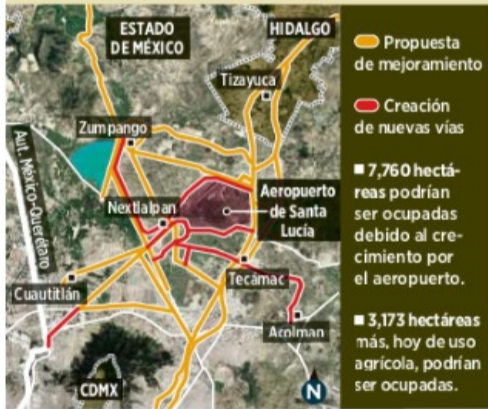 ESTADO
DE MÉXICO
HIDALGO
Tizayuca
Zumpango
Aut. México-Querétaro
Nextlalpan
Aeropuerto
de Santa
Lucía
Tecámac
Cuautitlán
Acolman
CDMX
N
Propuesta
de mejoramiento
Creación
de nuevas vías
■ 7,760 hectá-
reas podrían
ser ocupadas
debido al cre-
cimiento por
el aeropuerto.
■ 3,173 hectáreas
más, hoy de uso
agrícola, podrían
ser ocupadas.